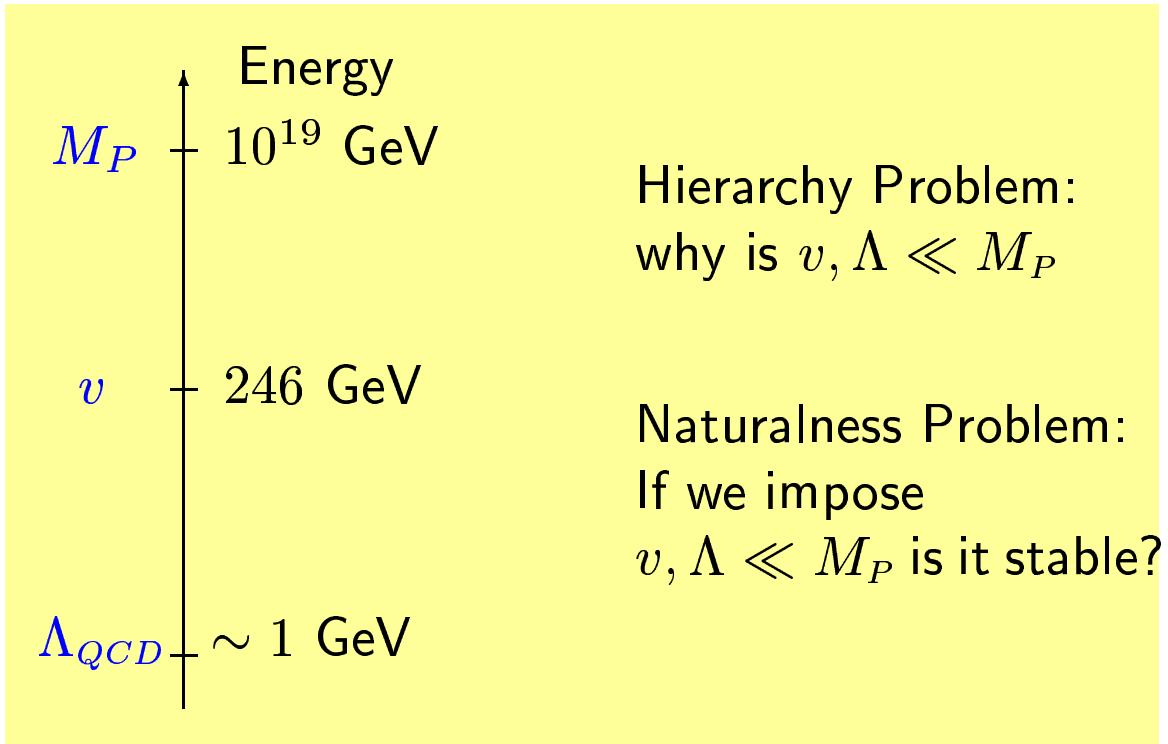 Energy
M_P 10^19 GeV
Hierarchy Problem:
why is v, Λ ≪ M_P
v 246 GeV
Naturalness Problem:
If we impose
v, Λ ≪ M_P is it stable?
Λ_QCD ∼ 1 GeV